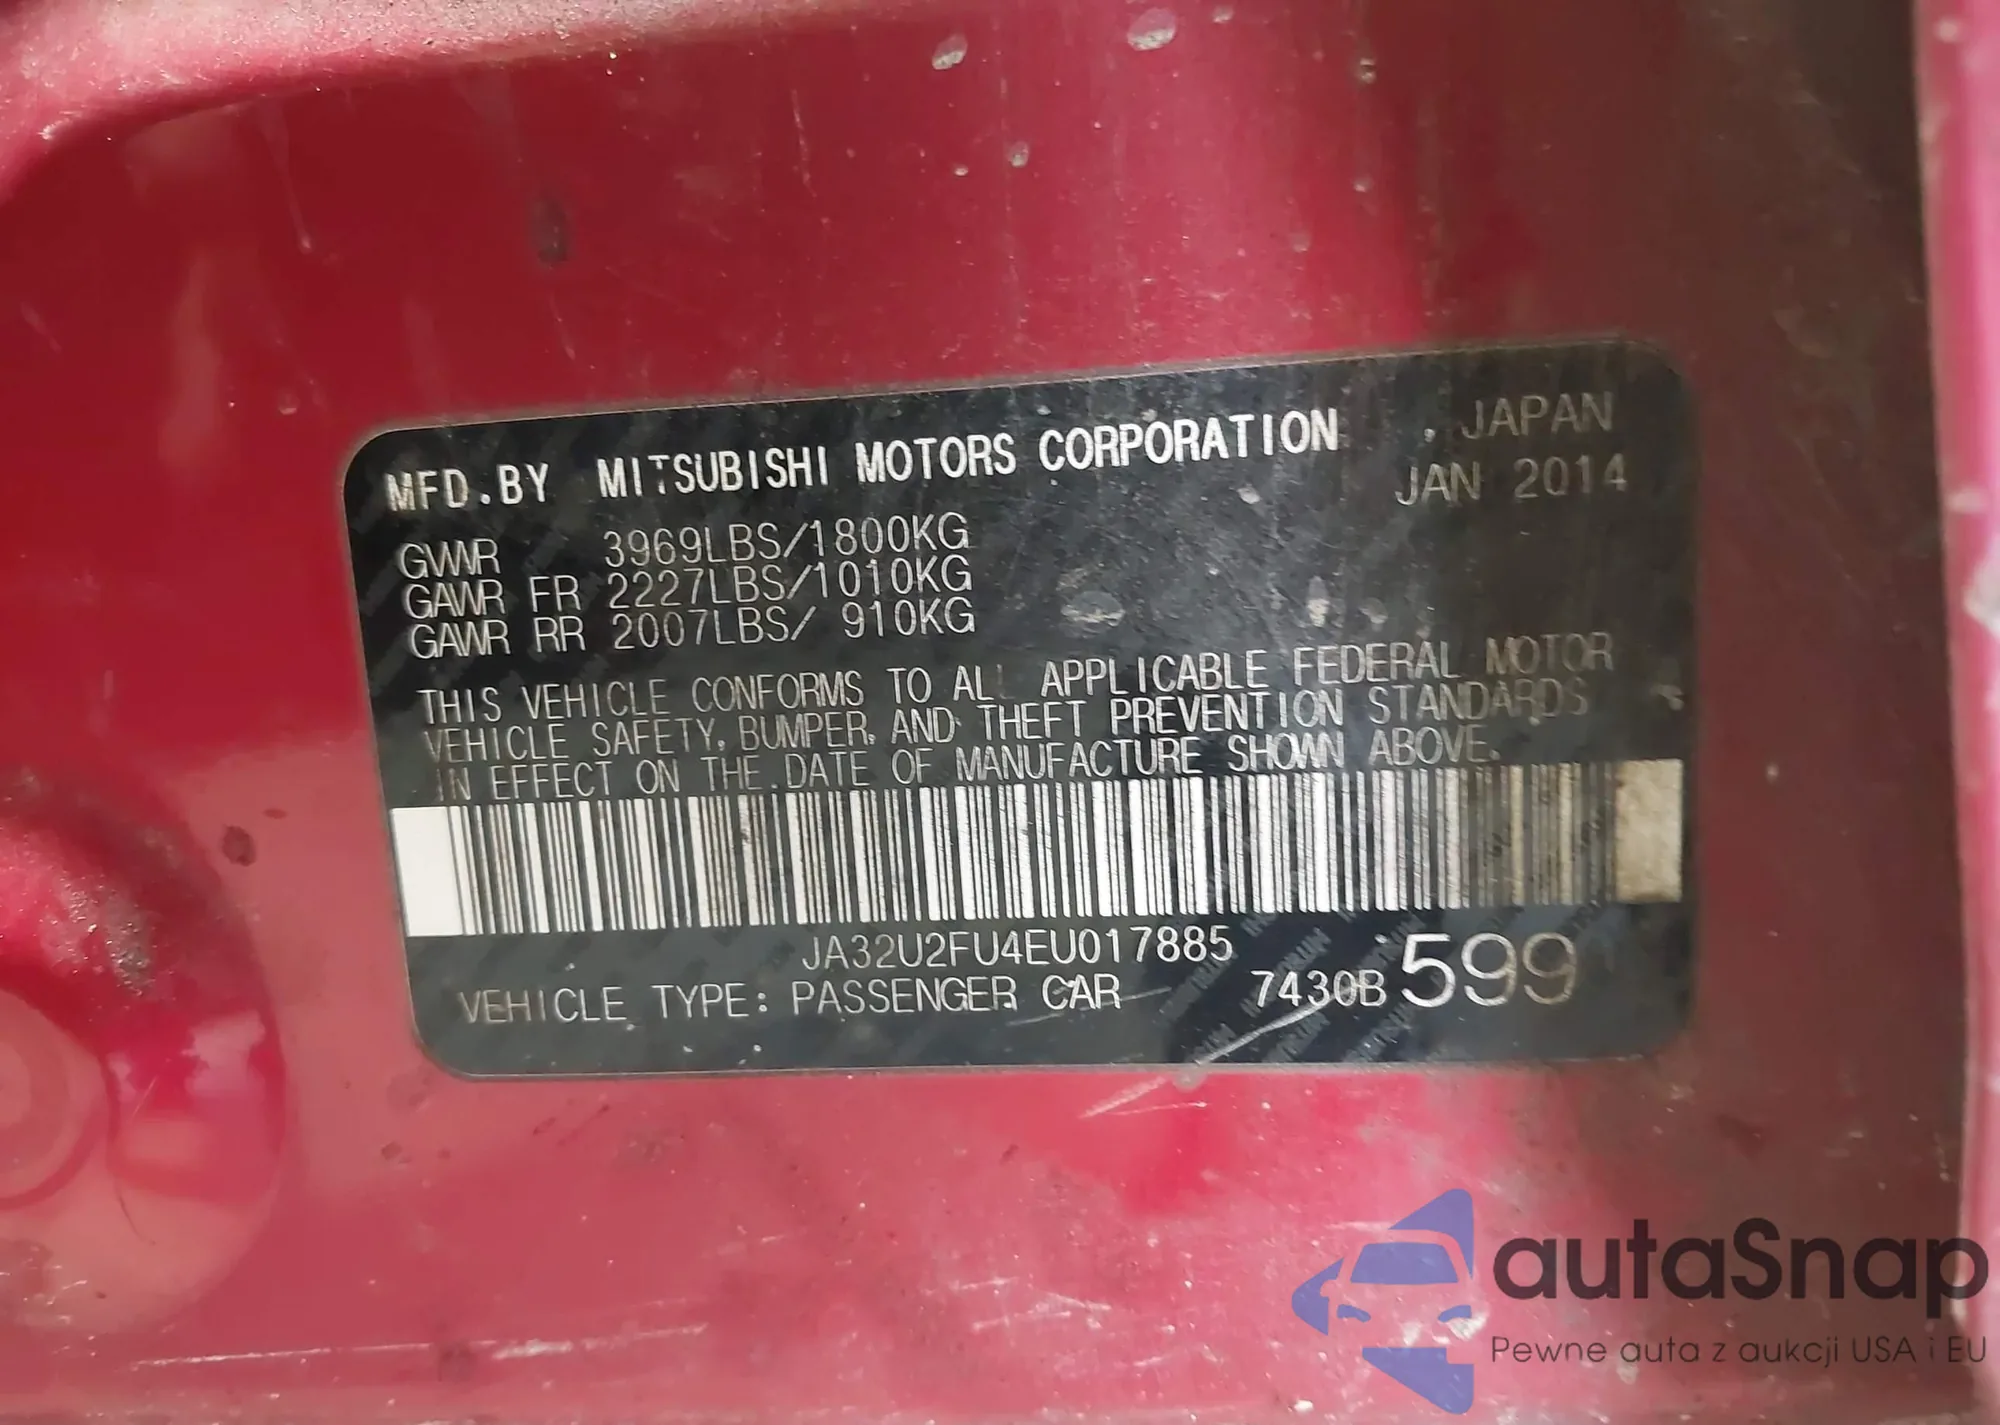 MFD.BY MITSUBISHI MOTORS CORPORATION . JAPAN
JAN 2014
GVWR 3969LBS/1800KG
GAWR FR 2227LBS/1010KG
GAWR RR 2007LBS/ 910KG
THIS VEHICLE CONFORMS TO ALL APPLICABLE FEDERAL MOTOR
VEHICLE SAFETY, BUMPER, AND THEFT PREVENTION STANDARDS
IN EFFECT ON THE DATE OF MANUFACTURE SHOWN ABOVE.
JA32U2FU4EU017885
VEHICLE TYPE: PASSENGER CAR 7430B 599
autaSnap
Pewne auta z aukcji USA i EU